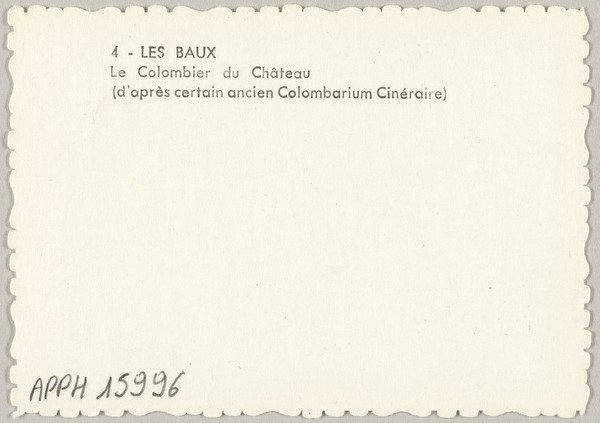 4 - LES BAUX
Le Colombier du Château
(d'après certain ancien Colombarium Cinéraire)
APPH 15996